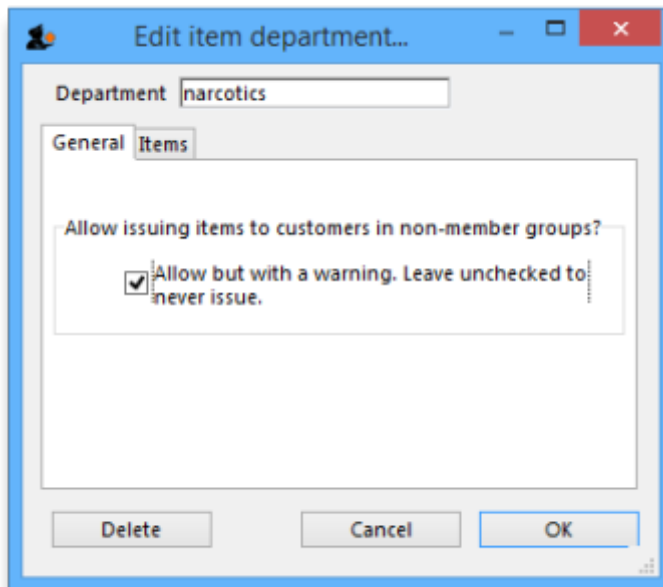 Edit item department...
Department narcotics
General Items
Allow issuing items to customers in non-member groups?
Allow but with a warning. Leave unchecked to
never issue.
Delete Cancel OK